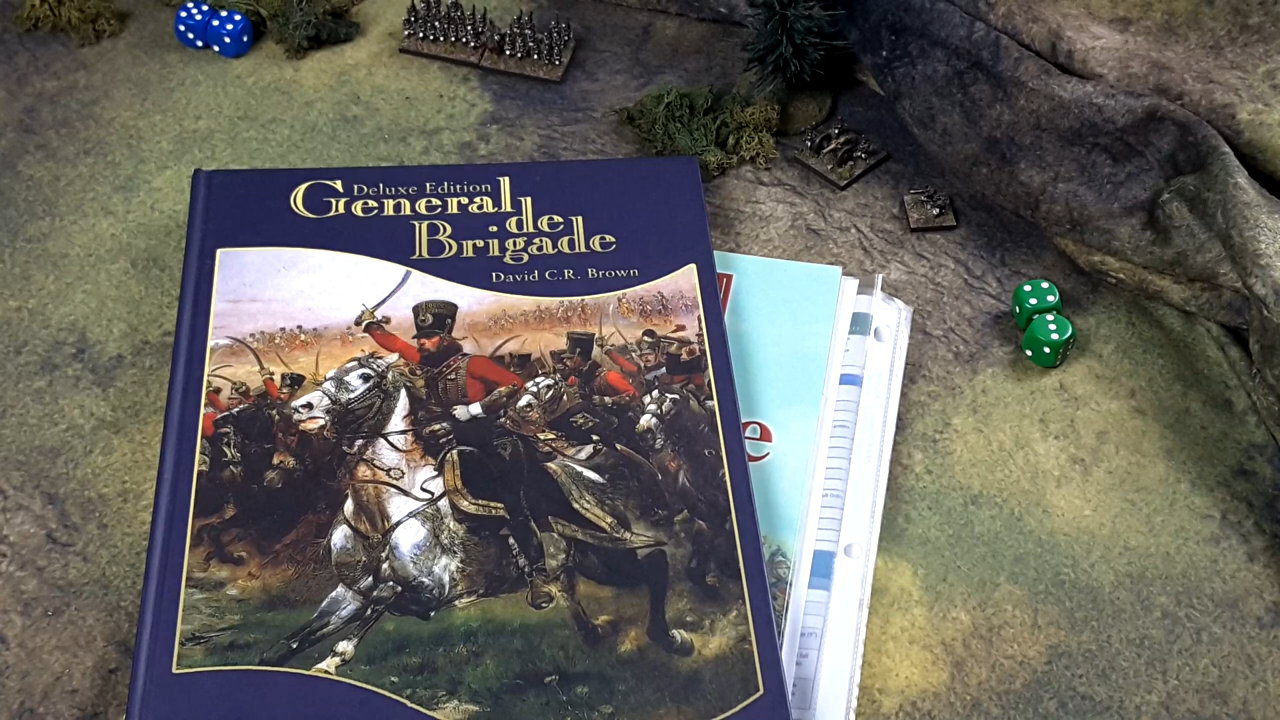 Deluxe Edition
General
de
Brigade
David C.R. Brown
e